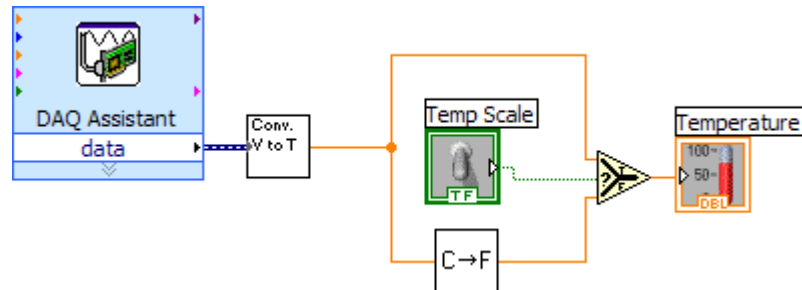 DAQ Assistant
data
Conv.
V to T
Temp Scale
TF
C→F
?
T
F
Temperature
100
50
DBL